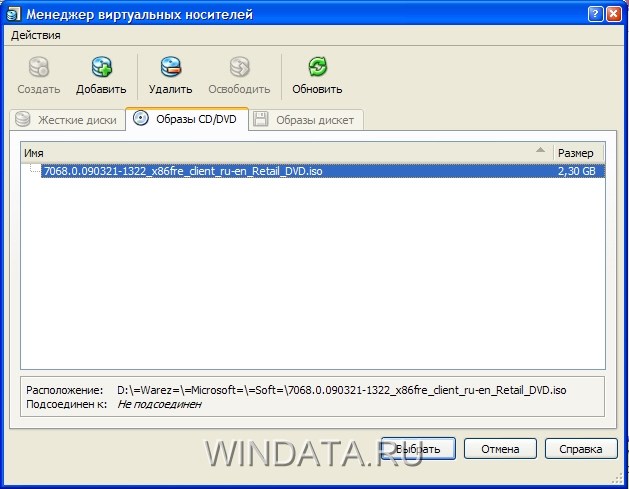 Менеджер виртуальных носителей
Действия
Создать Добавить Удалить Освободить Обновить
Жесткие диски Образы CD/DVD Образы дискет
Имя Размер
7068.0.090321-1322_x86fre_client_ru-en_Retail_DVD.iso 2,30 GB
Расположение: D:\=Warez=\=Microsoft=\=Soft=\7068.0.090321-1322_x86fre_client_ru-en_Retail_DVD.iso
Подсоединен к: Не подсоединен
Выбрать Отмена Справка
WINDATA.RU